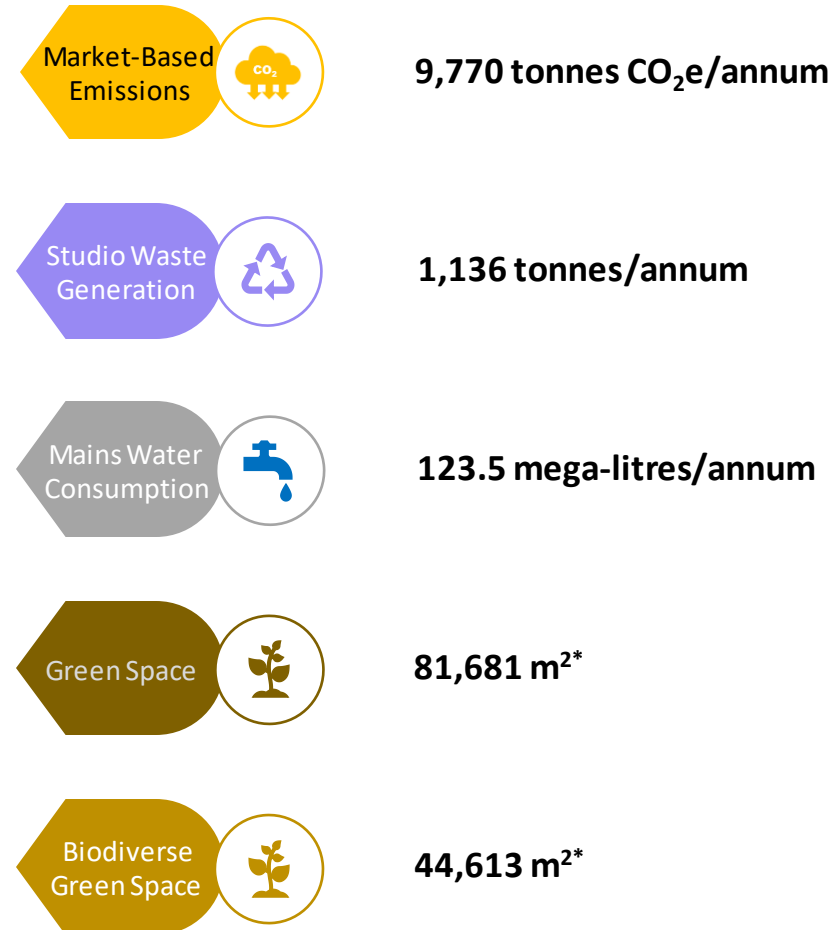 Market-Based
Emissions
CO₂
9,770 tonnes CO₂e/annum
Studio Waste
Generation
1,136 tonnes/annum
Mains Water
Consumption
123.5 mega-litres/annum
Green Space
81,681 m²*
Biodiverse
Green Space
44,613 m²*